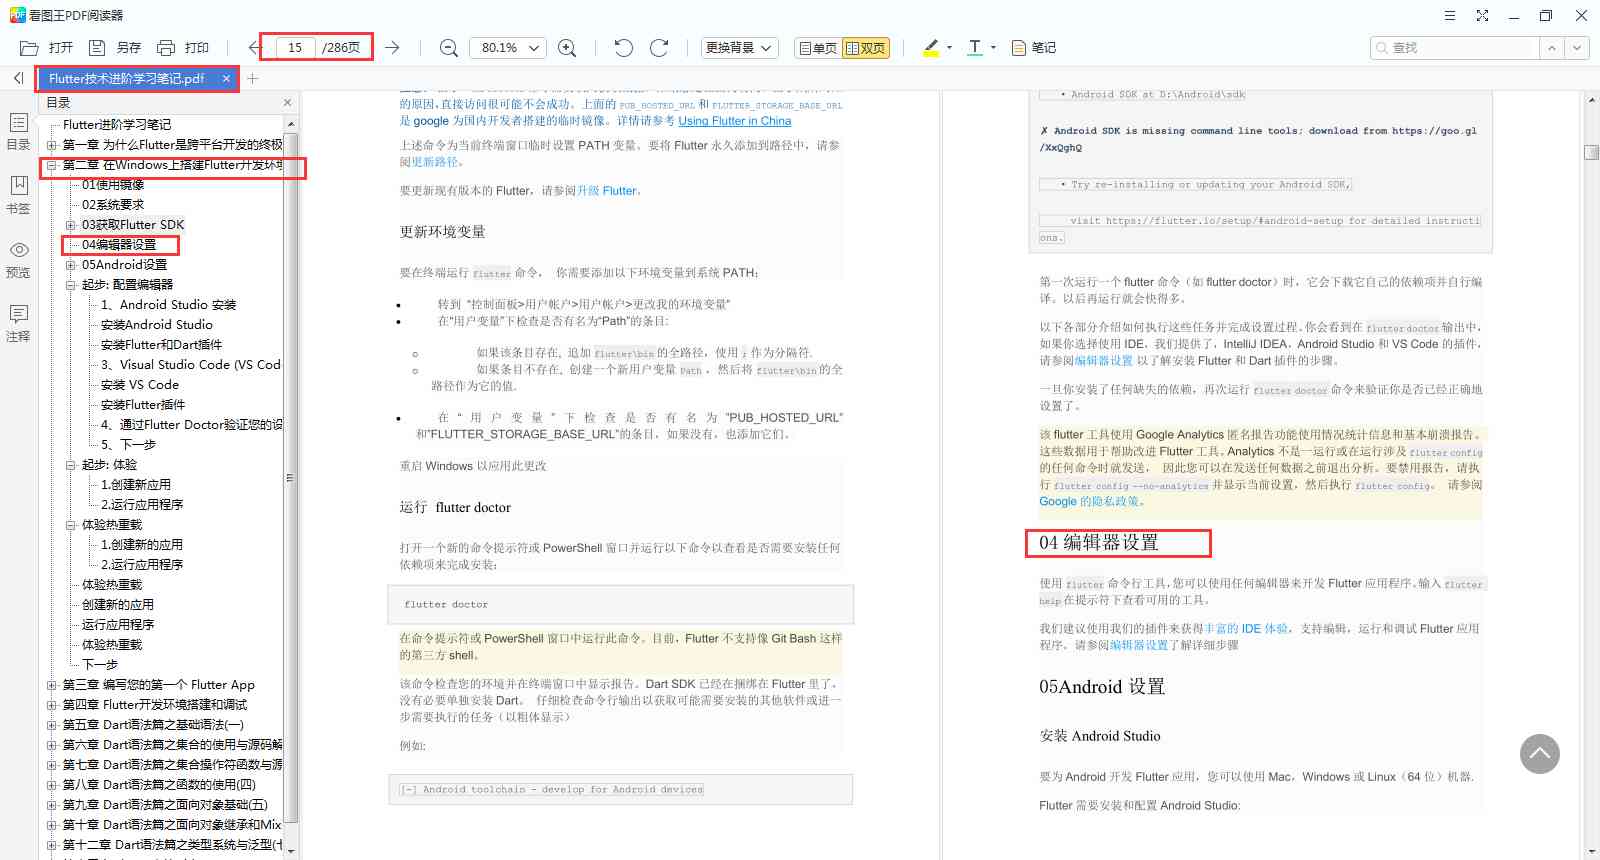 看图王PDF阅读器
打开 另存 打印 15 /286页 80.1% 更换背景 单页 双页 笔记 查找
Flutter技术进阶学习笔记.pdf
目录
目录
书签
预览
注释
Flutter进阶学习笔记
第一章 为什么Flutter是跨平台开发的终极
第二章 在Windows上搭建Flutter开发环境
01使用镜像
02系统要求
03获取Flutter SDK
04编辑器设置
05Android设置
起步: 配置编辑器
1、Android Studio 安装
安装Android Studio
安装Flutter和Dart插件
3、Visual Studio Code (VS Cod
安装 VS Code
安装Flutter插件
4、通过Flutter Doctor验证您的设
5、下一步
起步: 体验
1.创建新应用
2.运行应用程序
体验热重载
1.创建新的应用
2.运行应用程序
体验热重载
创建新的应用
运行应用程序
体验热重载
下一步
第三章 编写您的第一个 Flutter App
第四章 Flutter开发环境搭建和调试
第五章 Dart语法篇之基础语法(一)
第六章 Dart语法篇之集合的使用与源码解
第七章 Dart语法篇之集合操作符函数与源
第八章 Dart语法篇之函数的使用(四)
第九章 Dart语法篇之面向对象基础(五)
第十章 Dart语法篇之面向对象继承和Mix
第十二章 Dart语法篇之类型系统与泛型(十
的原因,直接访问很可能不会成功。上面的 PUB_HOSTED_URL 和 FLUTTER_STORAGE_BASE_URL
是 google 为国内开发者搭建的临时镜像。详情请参考 Using Flutter in China
上述命令为当前终端窗口临时设置 PATH 变量。要将 Flutter 永久添加到路径中，请参
阅更新路径。
要更新现有版本的 Flutter，请参阅升级 Flutter。
更新环境变量
要在终端运行 flutter 命令， 你需要添加以下环境变量到系统 PATH：
• 转到 “控制面板>用户帐户>用户帐户>更改我的环境变量”
• 在“用户变量”下检查是否有名为“Path”的条目:
○ 如果该条目存在, 追加 flutter\bin 的全路径，使用 ; 作为分隔符.
○ 如果条目不存在, 创建一个新用户变量 Path ，然后将 flutter\bin 的全
路径作为它的值.
• 在“用户变量”下检查是否有名为”PUB_HOSTED_URL”
和”FLUTTER_STORAGE_BASE_URL”的条目，如果没有，也添加它们。
重启 Windows 以应用此更改
运行 flutter doctor
打开一个新的命令提示符或 PowerShell 窗口并运行以下命令以查看是否需要安装任何
依赖项来完成安装：
flutter doctor
在命令提示符或 PowerShell 窗口中运行此命令。目前，Flutter 不支持像 Git Bash 这样
的第三方 shell。
该命令检查您的环境并在终端窗口中显示报告。Dart SDK 已经在捆绑在 Flutter 里了，
没有必要单独安装 Dart。 仔细检查命令行输出以获取可能需要安装的其他软件或进一
步需要执行的任务（以粗体显示）
例如:
[-] Android toolchain - develop for Android devices
• Android SDK at D:\Android\sdk
✗ Android SDK is missing command line tools; download from https://goo.gl
/XxQghQ
• Try re-installing or updating your Android SDK,
visit https://flutter.io/setup/#android-setup for detailed instructi
ons.
第一次运行一个 flutter 命令（如 flutter doctor）时，它会下载它自己的依赖项并自行编
译。以后再运行就会快得多。
以下各部分介绍如何执行这些任务并完成设置过程。你会看到在 flutter doctor 输出中，
如果你选择使用 IDE，我们提供了，IntelliJ IDEA，Android Studio 和 VS Code 的插件，
请参阅编辑器设置 以了解安装 Flutter 和 Dart 插件的步骤。
一旦你安装了任何缺失的依赖，再次运行 flutter doctor 命令来验证你是否已经正确地
设置了。
该 flutter 工具使用 Google Analytics 匿名报告功能使用情况统计信息和基本崩溃报告。
这些数据用于帮助改进 Flutter 工具。Analytics 不是一运行或在运行涉及 flutter config
的任何命令时就发送， 因此您可以在发送任何数据之前退出分析。要禁用报告，请执
行 flutter config --no-analytics 并显示当前设置，然后执行 flutter config。 请参阅
Google 的隐私政策。
04 编辑器设置
使用 flutter 命令行工具,您可以使用任何编辑器来开发 Flutter 应用程序。输入 flutter
help 在提示符下查看可用的工具。
我们建议使用我们的插件来获得丰富的 IDE 体验，支持编辑，运行和调试 Flutter 应用
程序。请参阅编辑器设置了解详细步骤
05Android 设置
安装 Android Studio
要为 Android 开发 Flutter 应用，您可以使用 Mac，Windows 或 Linux（64 位）机器.
Flutter 需要安装和配置 Android Studio: